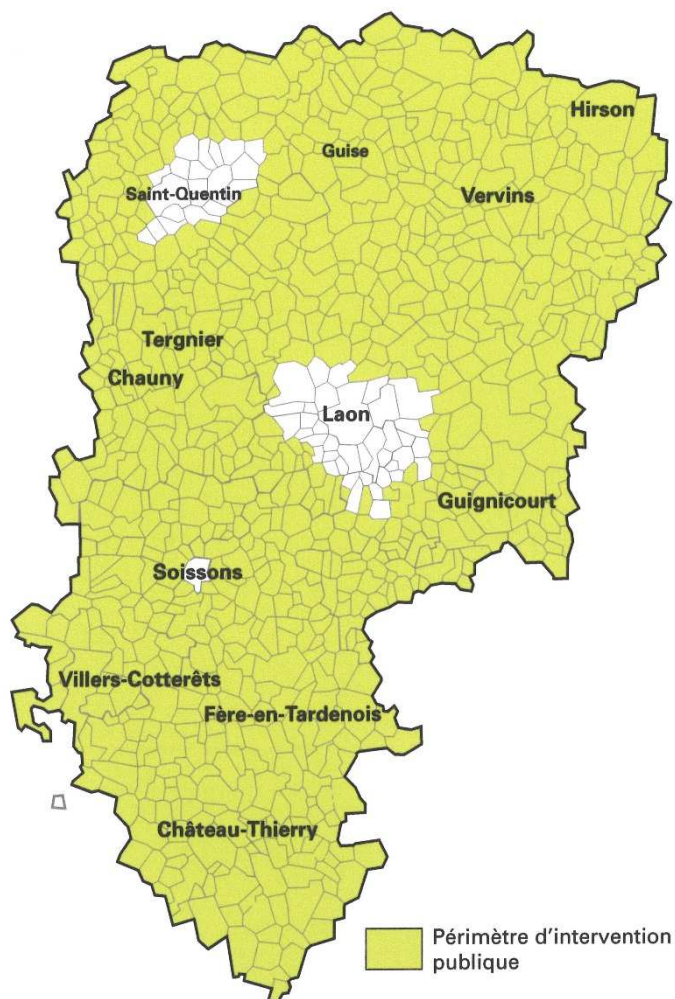 Hirson
Guise
Saint-Quentin
Vervins
Tergnier
Chauny
Laon
Guignicourt
Soissons
Villers-Cotterêts
Fère-en-Tardenois
Château-Thierry
Périmètre d'intervention
publique